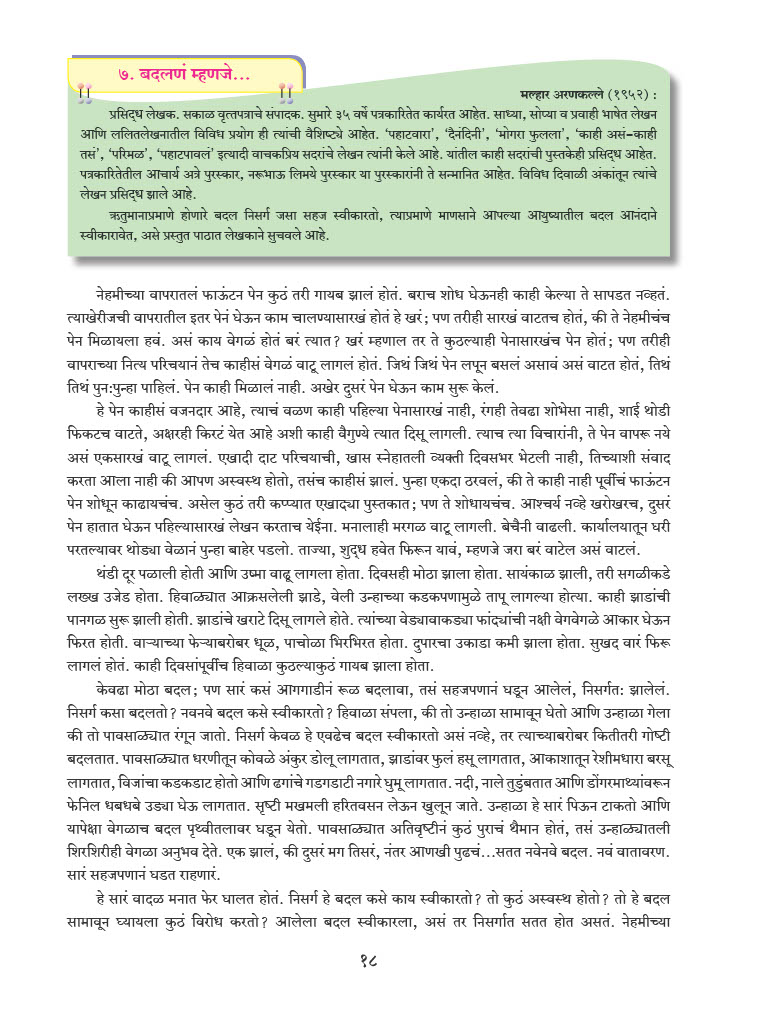 ७. बदलणं म्हणजे...
मल्हार अरणकल्ले (१९५२) :
प्रसिद्ध लेखक. सकाळ वृत्तपत्राचे संपादक. सुमारे ३५ वर्षे पत्रकारितेत कार्यरत आहेत. साध्या, सोप्या व प्रवाही भाषेत लेखन
आणि ललितलेखनातील विविध प्रयोग ही त्यांची वैशिष्ट्ये आहेत. ‘पहाटवारा’, ‘दैनंदिनी’, ‘मोगरा फुलला’, ‘काही असं-काही
तसं’, ‘परिमळ’, ‘पहाटपावलं’ इत्यादी वाचकप्रिय सदरांचे लेखन त्यांनी केले आहे. यांतील काही सदरांची पुस्तकेही प्रसिद्ध आहेत.
पत्रकारितेतील आचार्य अत्रे पुरस्कार, नरूभाऊ लिमये पुरस्कार या पुरस्कारांनी ते सन्मानित आहेत. विविध दिवाळी अंकांतून त्यांचे
लेखन प्रसिद्ध झाले आहे.
ऋतुमानाप्रमाणे होणारे बदल निसर्ग जसा सहज स्वीकारतो, त्याप्रमाणे माणसाने आपल्या आयुष्यातील बदल आनंदाने
स्वीकारावेत, असे प्रस्तुत पाठात लेखकाने सुचवले आहे.
नेहमीच्या वापरातलं फाऊंटन पेन कुठं तरी गायब झालं होतं. बराच शोध घेऊनही काही केल्या ते सापडत नव्हतं.
त्याखेरीजची वापरातील इतर पेनं घेऊन काम चालण्यासारखं होतं हे खरं; पण तरीही सारखं वाटतच होतं, की ते नेहमीचंच
पेन मिळायला हवं. असं काय वेगळं होतं बरं त्यात? खरं म्हणाल तर ते कुठल्याही पेनासारखंच पेन होतं; पण तरीही
वापराच्या नित्य परिचयानं तेच काहीसं वेगळं वाटू लागलं होतं. जिथं जिथं पेन लपून बसलं असावं असं वाटत होतं, तिथं
तिथं पुन:पुन्हा पाहिलं. पेन काही मिळालं नाही. अखेर दुसरं पेन घेऊन काम सुरू केलं.
हे पेन काहीसं वजनदार आहे, त्याचं वळण काही पहिल्या पेनासारखं नाही, रंगही तेवढा शोभेसा नाही, शाई थोडी
फिकटच वाटते, अक्षरही किरटं येत आहे अशी काही वैगुण्ये त्यात दिसू लागली. त्याच त्या विचारांनी, ते पेन वापरू नये
असं एकसारखं वाटू लागलं. एखादी दाट परिचयाची, खास स्नेहातली व्यक्ती दिवसभर भेटली नाही, तिच्याशी संवाद
करता आला नाही की आपण अस्वस्थ होतो, तसंच काहीसं झालं. पुन्हा एकदा ठरवलं, की ते काही नाही पूर्वीचं फाऊंटन
पेन शोधून काढायचंच. असेल कुठं तरी कप्प्यात एखाद्या पुस्तकात; पण ते शोधायचंच. आश्चर्य नव्हे खरोखरच, दुसरं
पेन हातात घेऊन पहिल्यासारखं लेखन करताच येईना. मनालाही मरगळ वाटू लागली. बेचैनी वाढली. कार्यालयातून घरी
परतल्यावर थोड्या वेळानं पुन्हा बाहेर पडलो. ताज्या, शुद्ध हवेत फिरून यावं, म्हणजे जरा बरं वाटेल असं वाटलं.
थंडी दूर पळाली होती आणि उष्मा वाढू लागला होता. दिवसही मोठा झाला होता. सायंकाळ झाली, तरी सगळीकडे
लख्ख उजेड होता. हिवाळ्यात आक्रसलेली झाडे, वेली उन्हाच्या कडकपणामुळे तापू लागल्या होत्या. काही झाडांची
पानगळ सुरू झाली होती. झाडांचे खराटे दिसू लागले होते. त्यांच्या वेड्यावाकड्या फांद्यांची नक्षी वेगवेगळे आकार घेऊन
फिरत होती. वाऱ्याच्या फेऱ्याबरोबर धूळ, पाचोळा भिरभिरत होता. दुपारचा उकाडा कमी झाला होता. सुखद वारं फिरू
लागलं होतं. काही दिवसांपूर्वीच हिवाळा कुठल्याकुठं गायब झाला होता.
केवढा मोठा बदल; पण सारं कसं आगगाडीनं रूळ बदलावा, तसं सहजपणानं घडून आलेलं, निसर्गत: झालेलं.
निसर्ग कसा बदलतो? नवनवे बदल कसे स्वीकारतो? हिवाळा संपला, की तो उन्हाळा सामावून घेतो आणि उन्हाळा गेला
की तो पावसाळ्यात रंगून जातो. निसर्ग केवळ हे एवढेच बदल स्वीकारतो असं नव्हे, तर त्याच्याबरोबर कितीतरी गोष्टी
बदलतात. पावसाळ्यात धरणीतून कोवळे अंकुर डोलू लागतात, झाडांवर फुलं हसू लागतात, आकाशातून रेशीमधारा बरसू
लागतात, विजांचा कडकडाट होतो आणि ढगांचे गडगडाटी नगारे घुमू लागतात. नदी, नाले तुडुंबतात आणि डोंगरमाथ्यांवरून
फेनिल धबधबे उड्या घेऊ लागतात. सृष्टी मखमली हरितवसन लेऊन खुलून जाते. उन्हाळा हे सारं पिऊन टाकतो आणि
यापेक्षा वेगळाच बदल पृथ्वीतलावर घडून येतो. पावसाळ्यात अतिवृष्टीनं कुठं पुराचं थैमान होतं, तसं उन्हाळ्यातली
शिरशिरीही वेगळा अनुभव देते. एक झालं, की दुसरं मग तिसरं, नंतर आणखी पुढचं...सतत नवेनवे बदल. नवं वातावरण.
सारं सहजपणानं घडत राहणारं.
हे सारं वादळ मनात फेर घालत होतं. निसर्ग हे बदल कसे काय स्वीकारतो? तो कुठं अस्वस्थ होतो? तो हे बदल
सामावून घ्यायला कुठं विरोध करतो? आलेला बदल स्वीकारला, असं तर निसर्गात सतत होत असतं. नेहमीच्या
१८